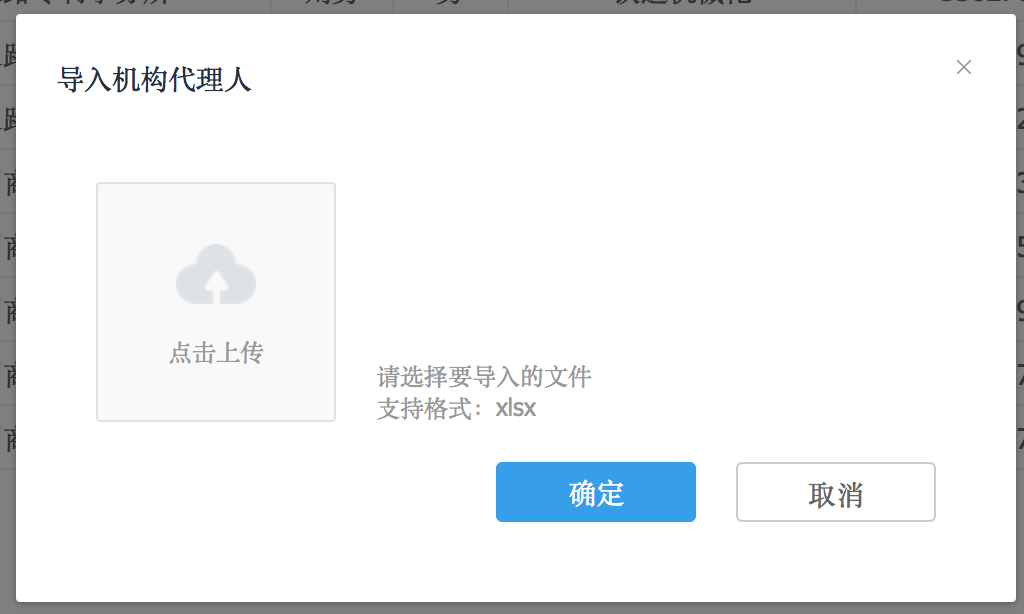 导入机构代理人
点击上传
请选择要导入的文件
支持格式：xlsx
确定
取消